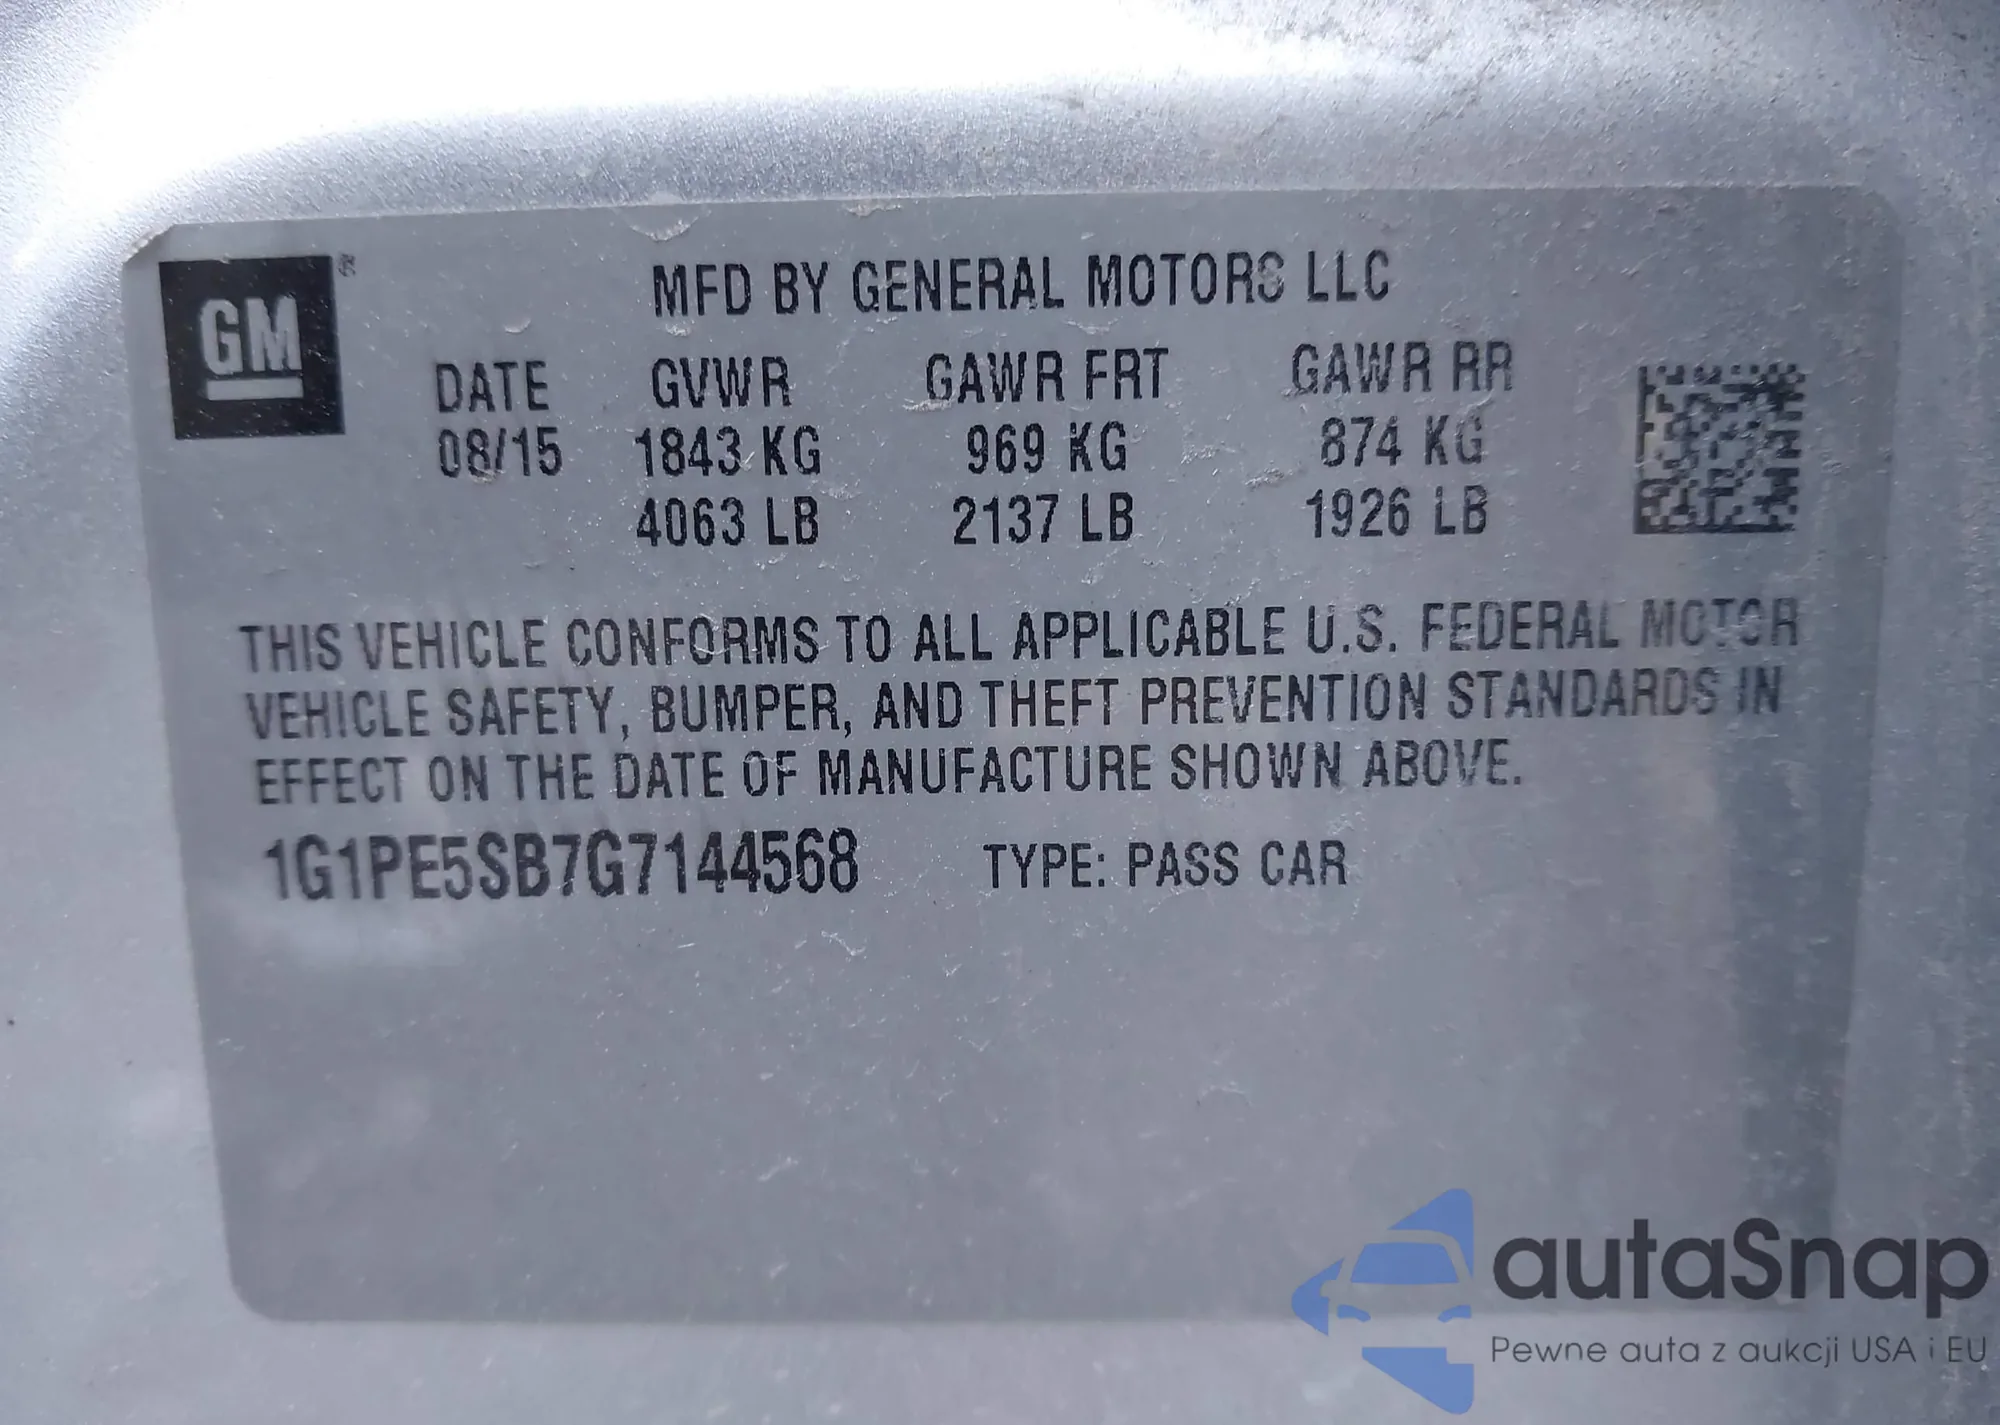 GM®
MFD BY GENERAL MOTORS LLC
DATE GVWR GAWR FRT GAWR RR
08/15 1843 KG 969 KG 874 KG
4063 LB 2137 LB 1926 LB
THIS VEHICLE CONFORMS TO ALL APPLICABLE U.S. FEDERAL MOTOR
VEHICLE SAFETY, BUMPER, AND THEFT PREVENTION STANDARDS IN
EFFECT ON THE DATE OF MANUFACTURE SHOWN ABOVE.
1G1PE5SB7G7144568 TYPE: PASS CAR
autaSnap
Pewne auta z aukcji USA i EU